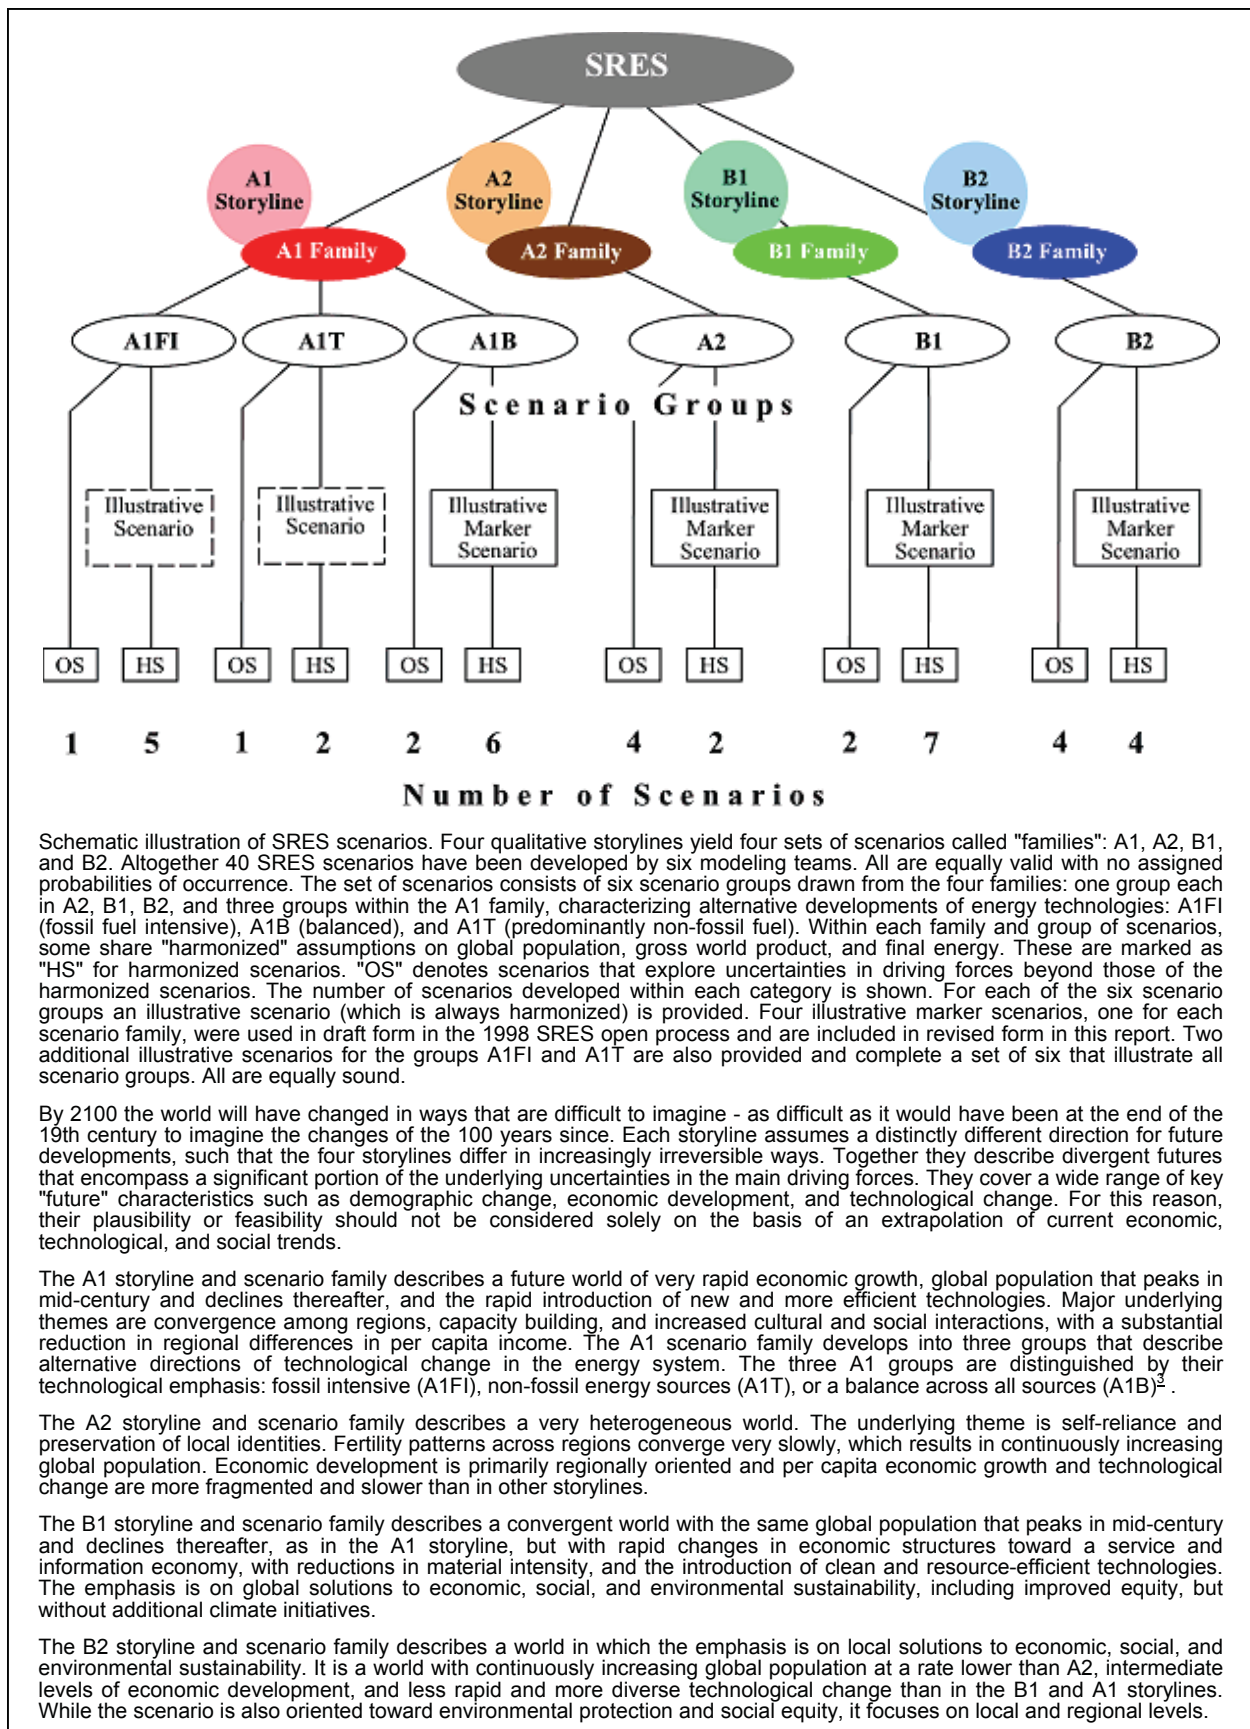 SRES
A1
Storyline
A2
Storyline
B1
Storyline
B2
Storyline
A1 Family
A2 Family
B1 Family
B2 Family
A1FI
A1T
A1B
A2
B1
B2
Scenario Groups
Illustrative
Scenario
Illustrative
Scenario
Illustrative
Marker
Scenario
Illustrative
Marker
Scenario
Illustrative
Marker
Scenario
Illustrative
Marker
Scenario
OS HS OS HS OS HS OS HS OS HS OS HS
1 5 1 2 2 6 4 2 2 7 4 4
Number of Scenarios
Schematic illustration of SRES scenarios. Four qualitative storylines yield four sets of scenarios called "families": A1, A2, B1,
and B2. Altogether 40 SRES scenarios have been developed by six modeling teams. All are equally valid with no assigned
probabilities of occurrence. The set of scenarios consists of six scenario groups drawn from the four families: one group each
in A2, B1, B2, and three groups within the A1 family, characterizing alternative developments of energy technologies: A1FI
(fossil fuel intensive), A1B (balanced), and A1T (predominantly non-fossil fuel). Within each family and group of scenarios,
some share "harmonized" assumptions on global population, gross world product, and final energy. These are marked as
"HS" for harmonized scenarios. "OS" denotes scenarios that explore uncertainties in driving forces beyond those of the
harmonized scenarios. The number of scenarios developed within each category is shown. For each of the six scenario
groups an illustrative scenario (which is always harmonized) is provided. Four illustrative marker scenarios, one for each
scenario family, were used in draft form in the 1998 SRES open process and are included in revised form in this report. Two
additional illustrative scenarios for the groups A1FI and A1T are also provided and complete a set of six that illustrate all
scenario groups. All are equally sound.
By 2100 the world will have changed in ways that are difficult to imagine - as difficult as it would have been at the end of the
19th century to imagine the changes of the 100 years since. Each storyline assumes a distinctly different direction for future
developments, such that the four storylines differ in increasingly irreversible ways. Together they describe divergent futures
that encompass a significant portion of the underlying uncertainties in the main driving forces. They cover a wide range of key
"future" characteristics such as demographic change, economic development, and technological change. For this reason,
their plausibility or feasibility should not be considered solely on the basis of an extrapolation of current economic,
technological, and social trends.
The A1 storyline and scenario family describes a future world of very rapid economic growth, global population that peaks in
mid-century and declines thereafter, and the rapid introduction of new and more efficient technologies. Major underlying
themes are convergence among regions, capacity building, and increased cultural and social interactions, with a substantial
reduction in regional differences in per capita income. The A1 scenario family develops into three groups that describe
alternative directions of technological change in the energy system. The three A1 groups are distinguished by their
technological emphasis: fossil intensive (A1FI), non-fossil energy sources (A1T), or a balance across all sources (A1B)3 .
The A2 storyline and scenario family describes a very heterogeneous world. The underlying theme is self-reliance and
preservation of local identities. Fertility patterns across regions converge very slowly, which results in continuously increasing
global population. Economic development is primarily regionally oriented and per capita economic growth and technological
change are more fragmented and slower than in other storylines.
The B1 storyline and scenario family describes a convergent world with the same global population that peaks in mid-century
and declines thereafter, as in the A1 storyline, but with rapid changes in economic structures toward a service and
information economy, with reductions in material intensity, and the introduction of clean and resource-efficient technologies.
The emphasis is on global solutions to economic, social, and environmental sustainability, including improved equity, but
without additional climate initiatives.
The B2 storyline and scenario family describes a world in which the emphasis is on local solutions to economic, social, and
environmental sustainability. It is a world with continuously increasing global population at a rate lower than A2, intermediate
levels of economic development, and less rapid and more diverse technological change than in the B1 and A1 storylines.
While the scenario is also oriented toward environmental protection and social equity, it focuses on local and regional levels.